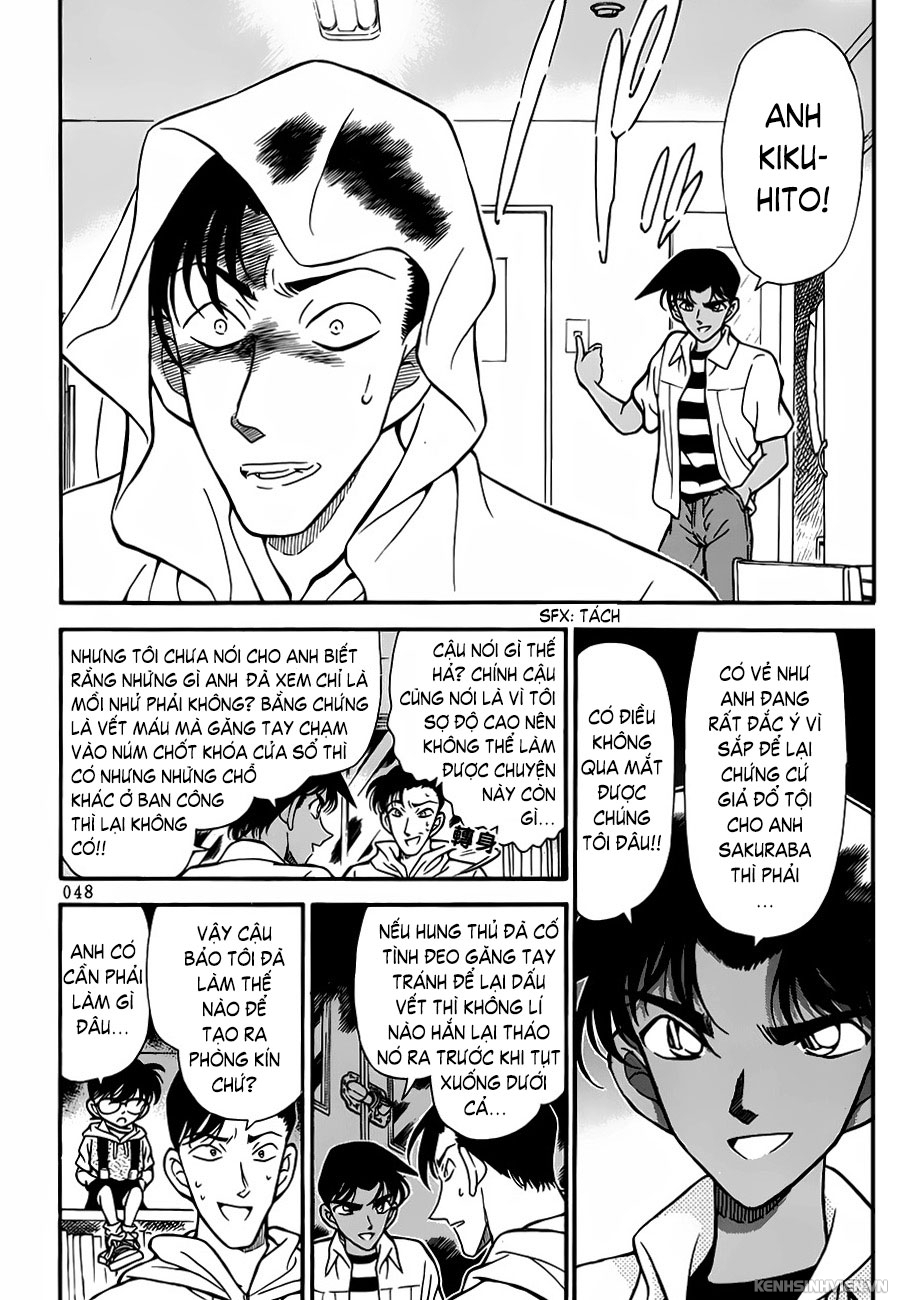 ANH
KIKU-
HITO!
SFX: TÁCH
CÓ VẺ NHƯ
ANH ĐANG
RẤT ĐẮC Ý VÌ
SẮP ĐỂ LẠI
CHỨNG CỨ
GIẢ ĐỔ TỘI
CHO ANH
SAKURABA
THÌ PHẢI
...
CÓ ĐIỀU
KHÔNG
QUA MẮT
ĐƯỢC
CHÚNG
TÔI ĐÂU!!
CẬU NÓI GÌ THẾ
HẢ? CHÍNH CẬU
CŨNG NÓI LÀ VÌ TÔI
SỢ ĐỘ CAO NÊN
KHÔNG THỂ LÀM
ĐƯỢC CHUYỆN
NÀY CÒN
GÌ...
轉身
NHƯNG TÔI CHƯA NÓI CHO ANH BIẾT
RẰNG NHỮNG GÌ ANH ĐÃ XEM CHỈ LÀ
MỒI NHỬ PHẢI KHÔNG? BẰNG CHỨNG
LÀ VẾT MÁU MÀ GĂNG TAY CHẠM
VÀO NÚM CHỐT KHÓA CỬA SỔ THÌ
CÓ NHƯNG NHỮNG CHỖ
KHÁC Ở BAN CÔNG
THÌ LẠI KHÔNG
CÓ!!
048
NẾU HUNG THỦ ĐÃ CỐ
TÌNH ĐEO GĂNG TAY
TRÁNH ĐỂ LẠI DẤU
VẾT THÌ KHÔNG LÍ
NÀO HẮN LẠI THÁO
NÓ RA TRƯỚC KHI TỤT
XUỐNG DƯỚI
CẢ...
VẬY CẬU
BẢO TÔI ĐÃ
LÀM THẾ
NÀO ĐỂ
TẠO RA
PHÒNG KÍN
CHỨ?
ANH CÓ
CẦN PHẢI
LÀM GÌ
ĐÂU...
KENHSINHVIEN.VN